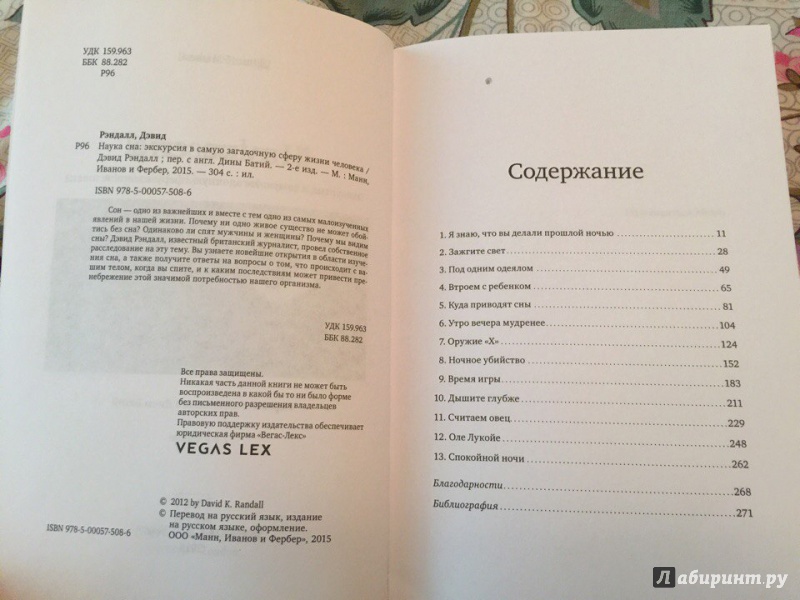 УДК 159.963
ББК 88.282
Р96
Рэндалл, Дэвид
Р96 Наука сна: экскурсия в самую загадочную сферу жизни человека /
Дэвид Рэндалл ; пер. с англ. Дины Батий. — 2-е изд. — М. : Манн,
Иванов и Фербер, 2015. — 304 с. : ил.
ISBN 978-5-00057-508-6
Сон — одно из важнейших и вместе с тем одно из самых малоизученных
явлений в нашей жизни. Почему ни одно живое существо не может обой-
тись без сна? Одинаково ли спят мужчины и женщины? Почему мы видим
сны? Дэвид Рэндалл, известный британский журналист, провел собственное
расследование на эту тему. Вы узнаете новейшие открытия в области изуче-
ния сна, а также получите ответы на вопросы о том, что происходит с ва-
шим телом, когда вы спите, и к каким последствиям может привести пре-
небрежение этой значимой потребностью нашего организма.
УДК 159.963
ББК 88.282
Все права защищены.
Никакая часть данной книги не может быть
воспроизведена в какой бы то ни было форме
без письменного разрешения владельцев
авторских прав.
Правовую поддержку издательства обеспечивает
юридическая фирма «Вегас-Лекс»
VEGAS LEX
© 2012 by David K. Randall
© Перевод на русский язык, издание
на русском языке, оформление.
ООО «Манн, Иванов и Фербер», 2015
ISBN 978-5-00057-508-6
Содержание
1. Я знаю, что вы делали прошлой ночью 11
2. Зажгите свет 28
3. Под одним одеялом 49
4. Втроем с ребенком 65
5. Куда приводят сны 81
6. Утро вечера мудренее 104
7. Оружие «Х» 124
8. Ночное убийство 152
9. Время игры 183
10. Дышите глубже 211
11. Считаем овец 229
12. Оле Лукойе 248
13. Спокойной ночи 262
Благодарности 268
Библиография 271
Лабиринт.ру